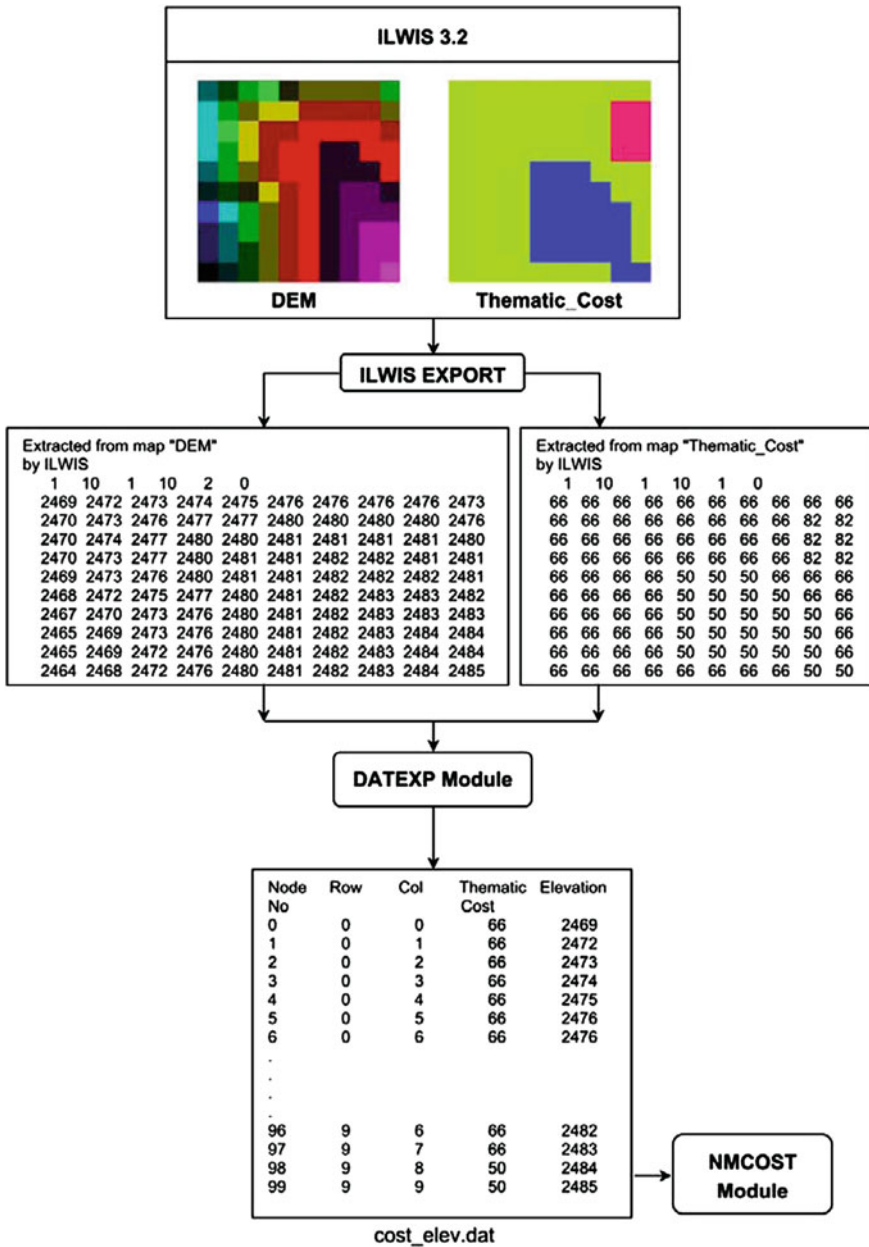 ILWIS 3.2
DEM
Thematic_Cost
ILWIS EXPORT
Extracted from map "DEM"
by ILWIS
1 10 1 10 2 0
2469 2472 2473 2474 2475 2476 2476 2476 2476 2473
2470 2473 2476 2477 2477 2480 2480 2480 2480 2476
2470 2474 2477 2480 2480 2481 2481 2481 2481 2480
2470 2473 2477 2480 2481 2481 2482 2482 2481 2481
2469 2473 2476 2480 2481 2481 2482 2482 2482 2481
2468 2472 2475 2477 2480 2481 2482 2483 2483 2482
2467 2470 2473 2476 2480 2481 2482 2483 2483 2483
2465 2469 2473 2476 2480 2481 2482 2483 2484 2484
2465 2469 2472 2476 2480 2481 2482 2483 2484 2484
2464 2468 2472 2476 2480 2481 2482 2483 2484 2485
Extracted from map "Thematic_Cost"
by ILWIS
1 10 1 10 1 0
66 66 66 66 66 66 66 66 66 66
66 66 66 66 66 66 66 66 82 82
66 66 66 66 66 66 66 66 82 82
66 66 66 66 66 66 66 66 82 82
66 66 66 66 50 50 50 66 66 66
66 66 66 66 50 50 50 50 66 66
66 66 66 66 50 50 50 50 50 66
66 66 66 66 50 50 50 50 50 66
66 66 66 66 50 50 50 50 50 66
66 66 66 66 66 66 66 66 50 50
DATEXP Module
Node Row Col Thematic Elevation
No Cost
0 0 0 66 2469
1 0 1 66 2472
2 0 2 66 2473
3 0 3 66 2474
4 0 4 66 2475
5 0 5 66 2476
6 0 6 66 2476
.
.
.
.
96 9 6 66 2482
97 9 7 66 2483
98 9 8 50 2484
99 9 9 50 2485
NMCOST
Module
cost_elev.dat